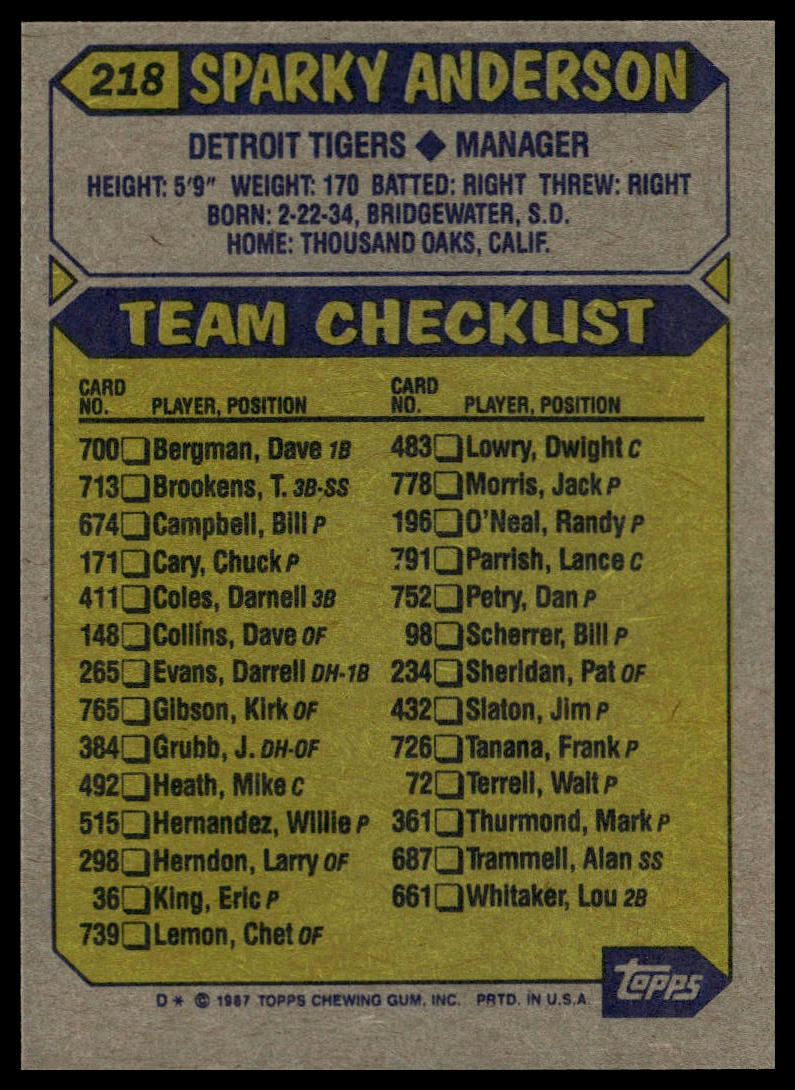 218 SPARKY ANDERSON
DETROIT TIGERS ◆ MANAGER
HEIGHT: 5'9" WEIGHT: 170 BATTED: RIGHT THREW: RIGHT
BORN: 2-22-34, BRIDGEWATER, S.D.
HOME: THOUSAND OAKS, CALIF.
TEAM CHECKLIST
CARD NO. PLAYER, POSITION
700 Bergman, Dave 1B
713 Brookens, T. 3B-SS
674 Campbell, Bill P
171 Cary, Chuck P
411 Coles, Darnell 3B
148 Collins, Dave OF
265 Evans, Darrell DH-1B
765 Gibson, Kirk OF
384 Grubb, J. DH-OF
492 Heath, Mike C
515 Hernandez, Willie P
298 Herndon, Larry OF
36 King, Eric P
739 Lemon, Chet OF
CARD NO. PLAYER, POSITION
483 Lowry, Dwight C
778 Morris, Jack P
196 O'Neal, Randy P
791 Parrish, Lance C
752 Petry, Dan P
98 Scherrer, Bill P
234 Sheridan, Pat OF
432 Slaton, Jim P
726 Tanana, Frank P
72 Terrell, Walt P
361 Thurmond, Mark P
687 Trammell, Alan SS
661 Whitaker, Lou 2B
topps
D * © 1987 TOPPS CHEWING GUM, INC. PRTD. IN U.S.A.